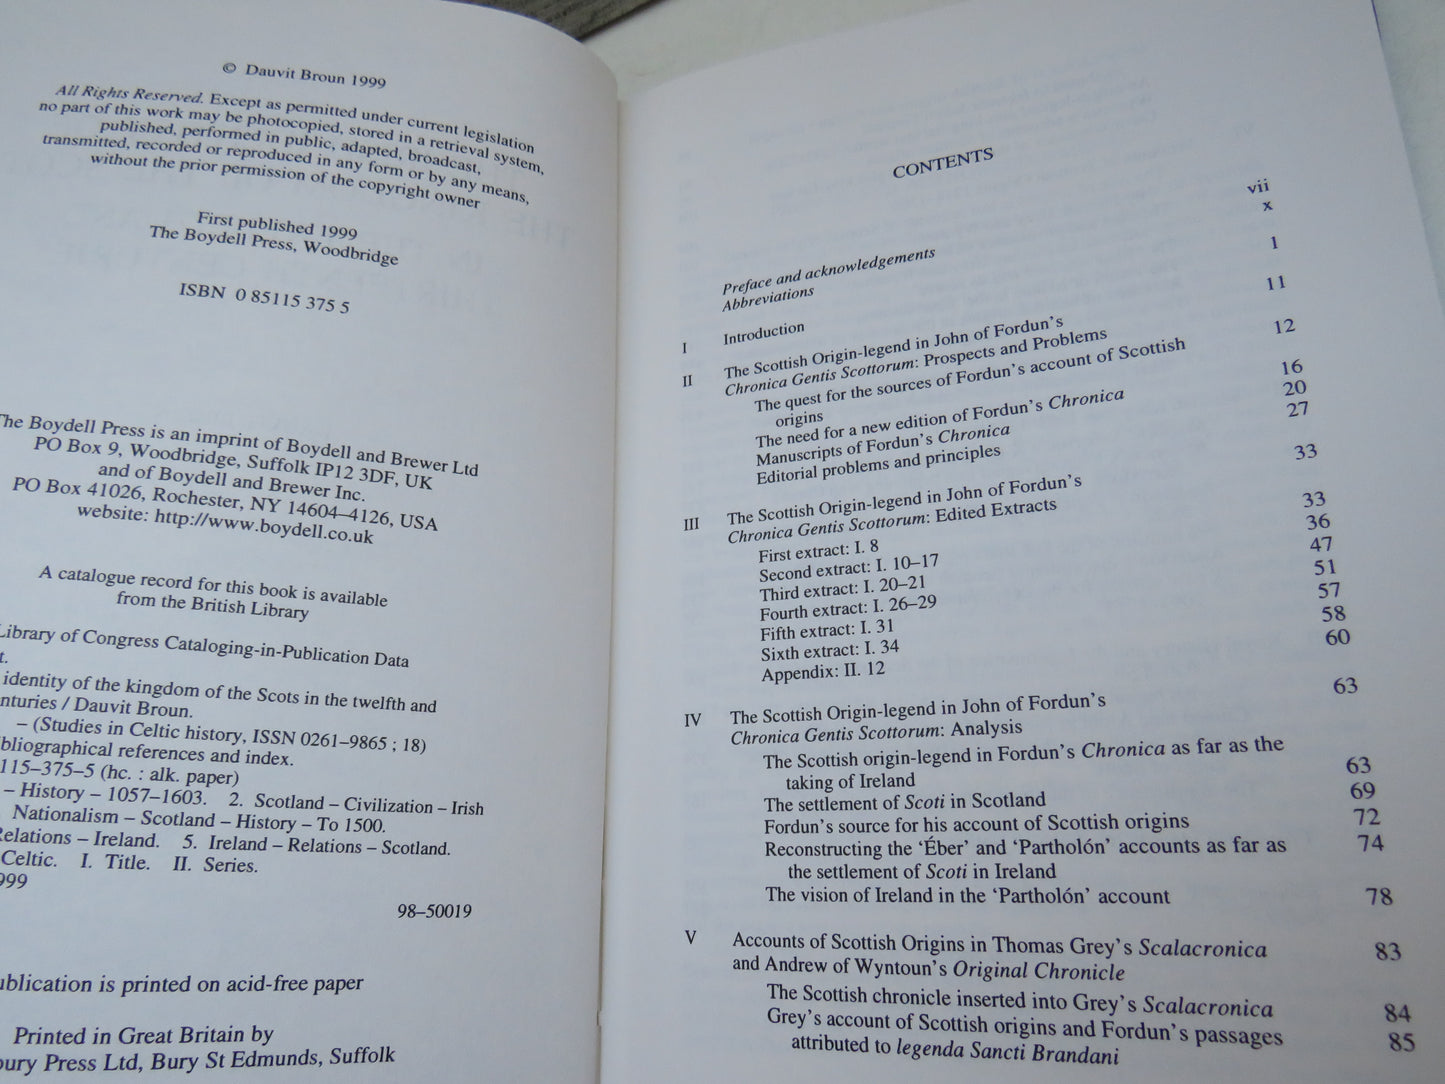 © Dauvit Broun 1999
All Rights Reserved. Except as permitted under current legislation
no part of this work may be photocopied, stored in a retrieval system,
published, performed in public, adapted, broadcast,
transmitted, recorded or reproduced in any form or by any means,
without the prior permission of the copyright owner
First published 1999
The Boydell Press, Woodbridge
ISBN 0 85115 375 5
The Boydell Press is an imprint of Boydell and Brewer Ltd
PO Box 9, Woodbridge, Suffolk IP12 3DF, UK
and of Boydell and Brewer Inc.
PO Box 41026, Rochester, NY 14604–4126, USA
website: http://www.boydell.co.uk
A catalogue record for this book is available
from the British Library
Library of Congress Cataloging-in-Publication Data
t.
identity of the kingdom of the Scots in the twelfth and
nturies / Dauvit Broun.
– (Studies in Celtic history, ISSN 0261–9865 ; 18)
bliographical references and index.
115–375–5 (hc. : alk. paper)
– History – 1057–1603. 2. Scotland – Civilization – Irish
Nationalism – Scotland – History – To 1500.
Relations – Ireland. 5. Ireland – Relations – Scotland.
Celtic. I. Title. II. Series.
999
98–50019
ublication is printed on acid-free paper
Printed in Great Britain by
bury Press Ltd, Bury St Edmunds, Suffolk
CONTENTS
Preface and acknowledgements vii
Abbreviations x
I Introduction 1
II The Scottish Origin-legend in John of Fordun's 11
Chronica Gentis Scottorum: Prospects and Problems
The quest for the sources of Fordun's account of Scottish 12
origins
The need for a new edition of Fordun's Chronica 16
Manuscripts of Fordun's Chronica 20
Editorial problems and principles 27
III The Scottish Origin-legend in John of Fordun's 33
Chronica Gentis Scottorum: Edited Extracts
First extract: I. 8 33
Second extract: I. 10–17 36
Third extract: I. 20–21 47
Fourth extract: I. 26–29 51
Fifth extract: I. 31 57
Sixth extract: I. 34 58
Appendix: II. 12 60
IV The Scottish Origin-legend in John of Fordun's 63
Chronica Gentis Scottorum: Analysis
The Scottish origin-legend in Fordun's Chronica as far as the 63
taking of Ireland
The settlement of Scoti in Scotland 69
Fordun's source for his account of Scottish origins 72
Reconstructing the ‘Éber’ and ‘Partholón’ accounts as far as 74
the settlement of Scoti in Ireland
The vision of Ireland in the ‘Partholón’ account 78
V Accounts of Scottish Origins in Thomas Grey's Scalacronica 83
and Andrew of Wyntoun's Original Chronicle
The Scottish chronicle inserted into Grey's Scalacronica 84
Grey's account of Scottish origins and Fordun's passages 85
attributed to legenda Sancti Brandani